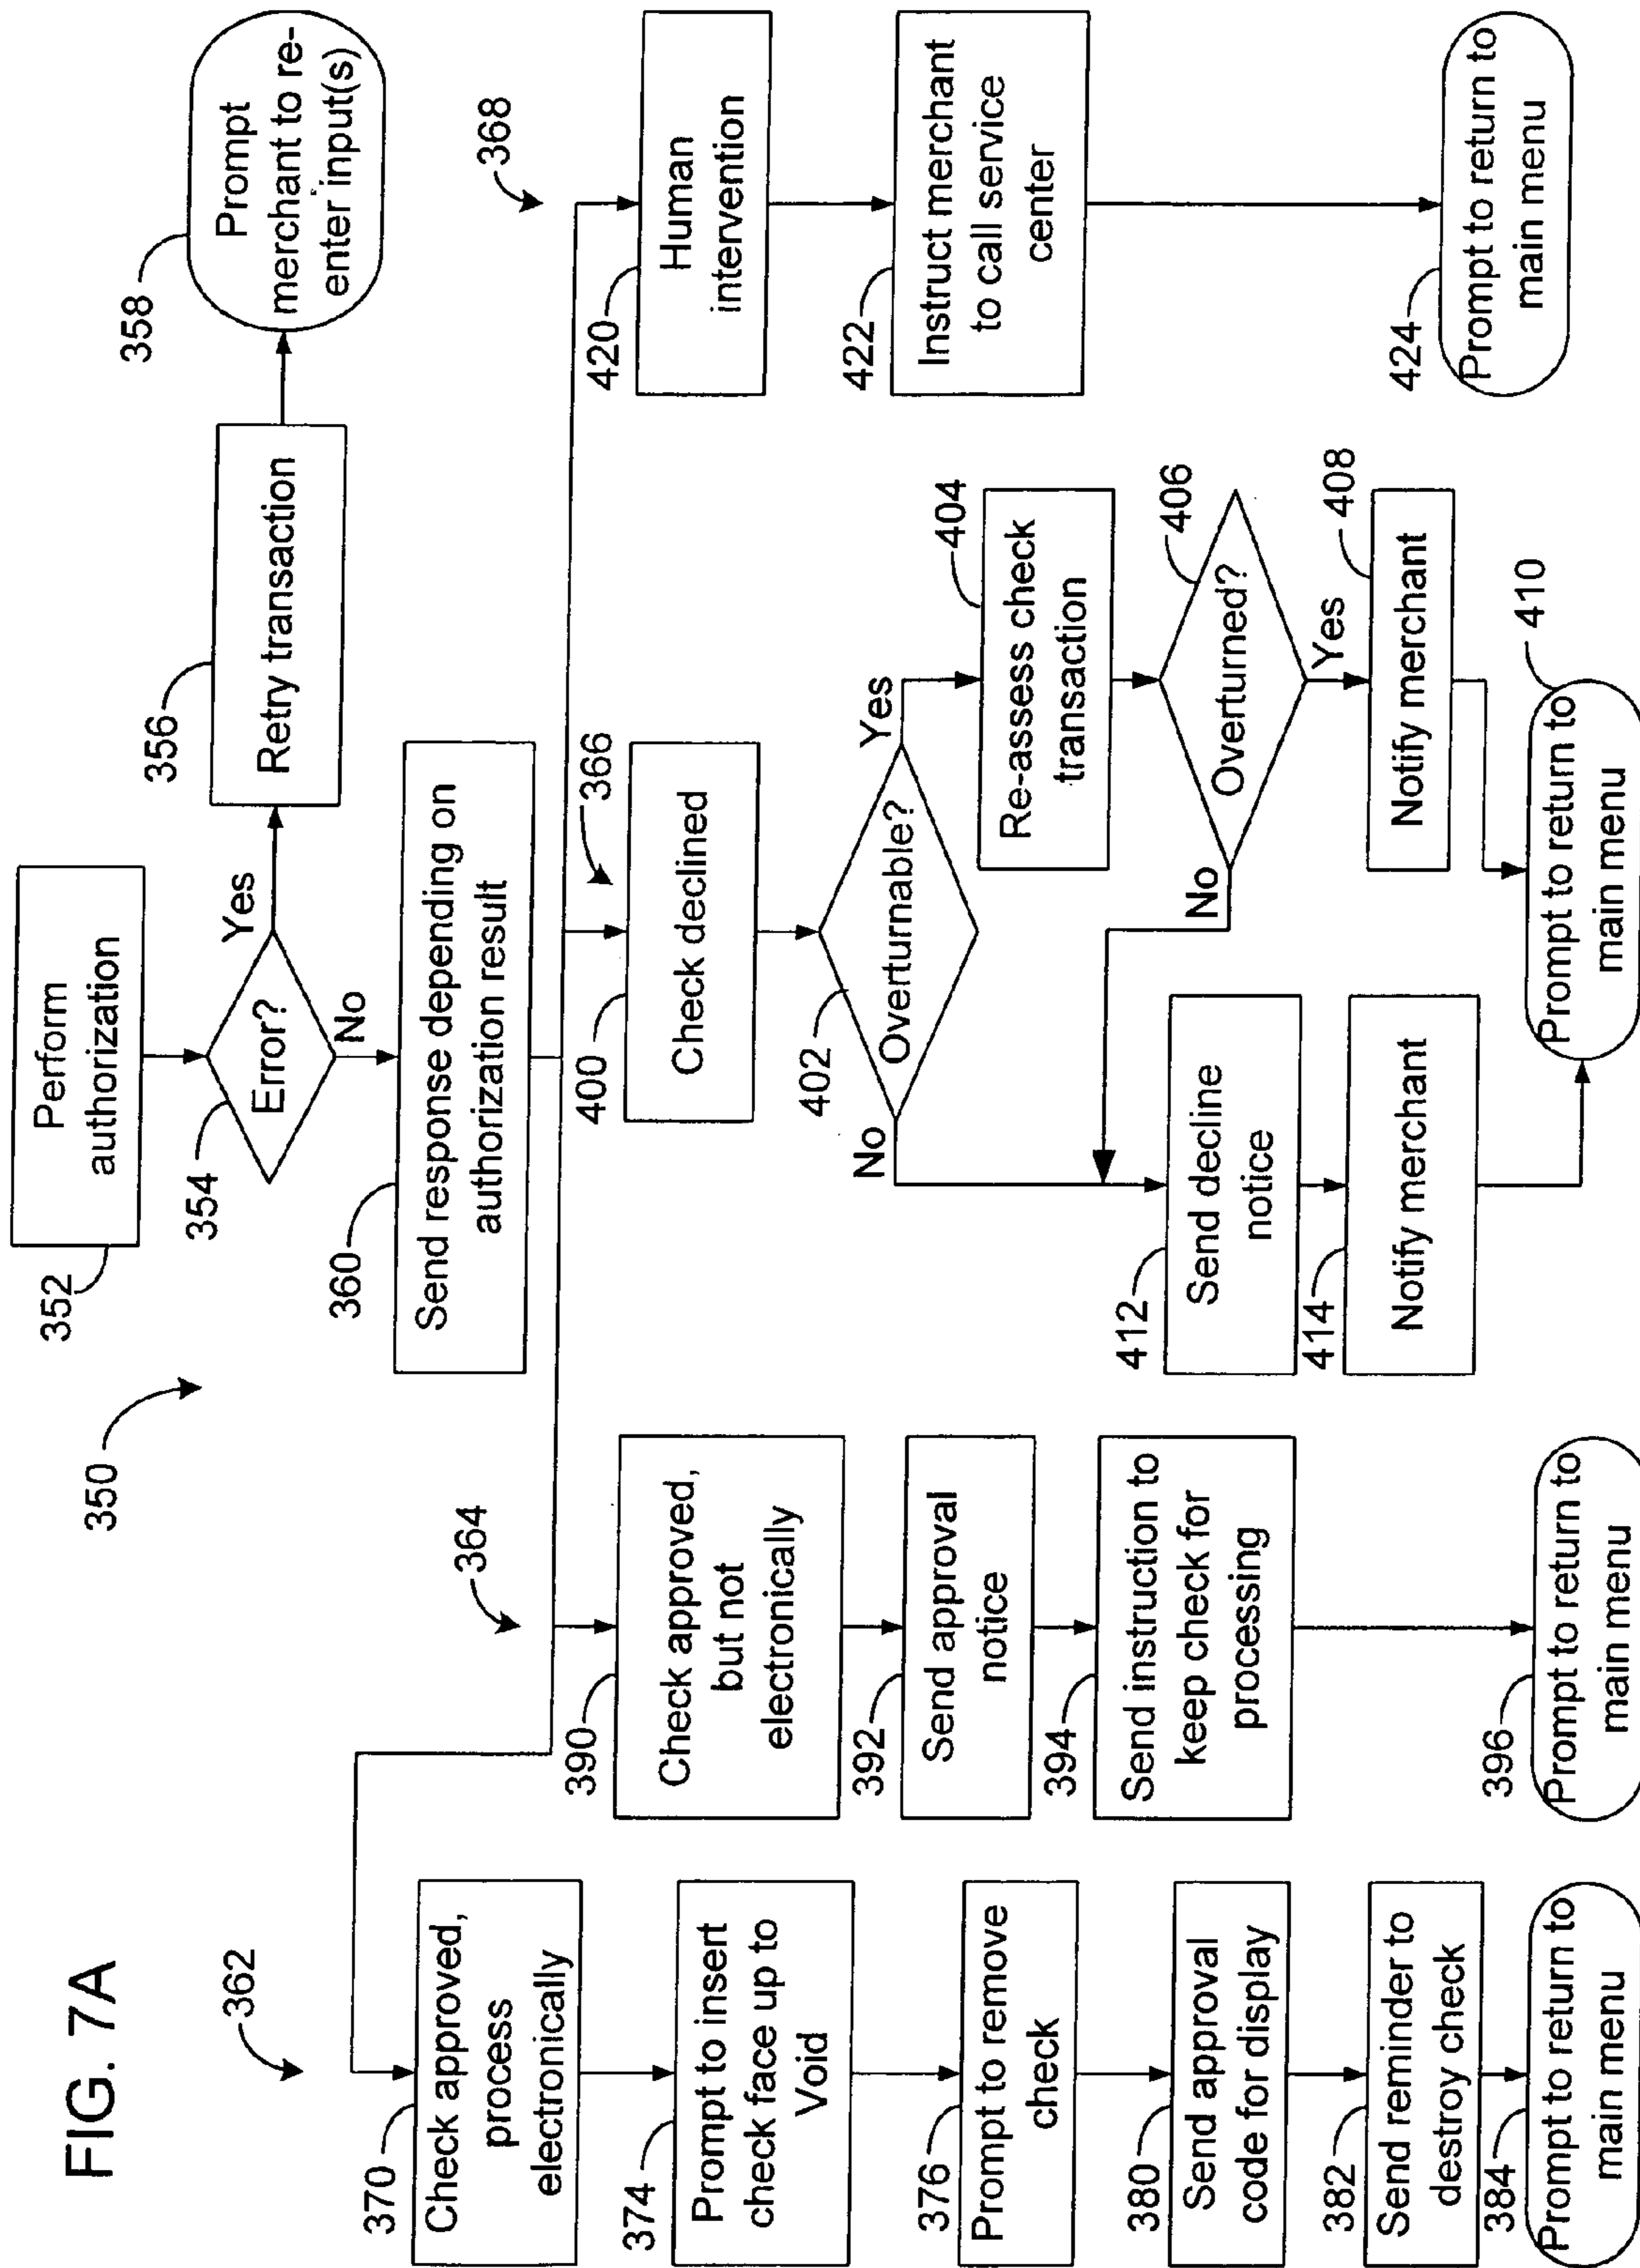 FIG. 7A
350
352
Perform
authorization
354
Error?
Yes
No
356
Retry transaction
358
Prompt
merchant to re-
enter input(s)
360
Send response depending on
authorization result
362
370
Check approved,
process
electronically
374
Prompt to insert
check face up to
Void
376
Prompt to remove
check
380
Send approval
code for display
382
Send reminder to
destroy check
384
Prompt to return to
main menu
364
390
Check approved,
but not
electronically
392
Send approval
notice
394
Send instruction to
keep check for
processing
396
Prompt to return to
main menu
366
400
Check declined
402
Overturnable?
No
Yes
404
Re-assess check
transaction
406
Overturned?
No
Yes
408
Notify merchant
410
Prompt to return to
main menu
412
Send decline
notice
414
Notify merchant
368
420
Human
intervention
422
Instruct merchant
to call service
center
424
Prompt to return to
main menu